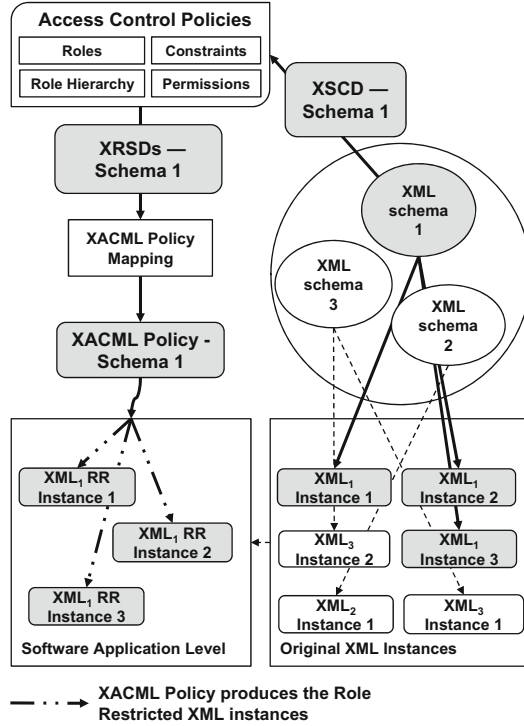 Access Control Policies
Roles
Constraints
Role Hierarchy
Permissions
XSCD —
Schema 1
XRSDs —
Schema 1
XML
schema
1
XACML Policy
Mapping
XML
schema
3
XML
schema
2
XACML Policy -
Schema 1
XML₁ RR
Instance 1
XML₁ RR
Instance 2
XML₁ RR
Instance 3
Software Application Level
XML₁
Instance 1
XML₁
Instance 2
XML₃
Instance 2
XML₁
Instance 3
XML₂
Instance 1
XML₃
Instance 1
Original XML Instances
XACML Policy produces the Role
Restricted XML instances